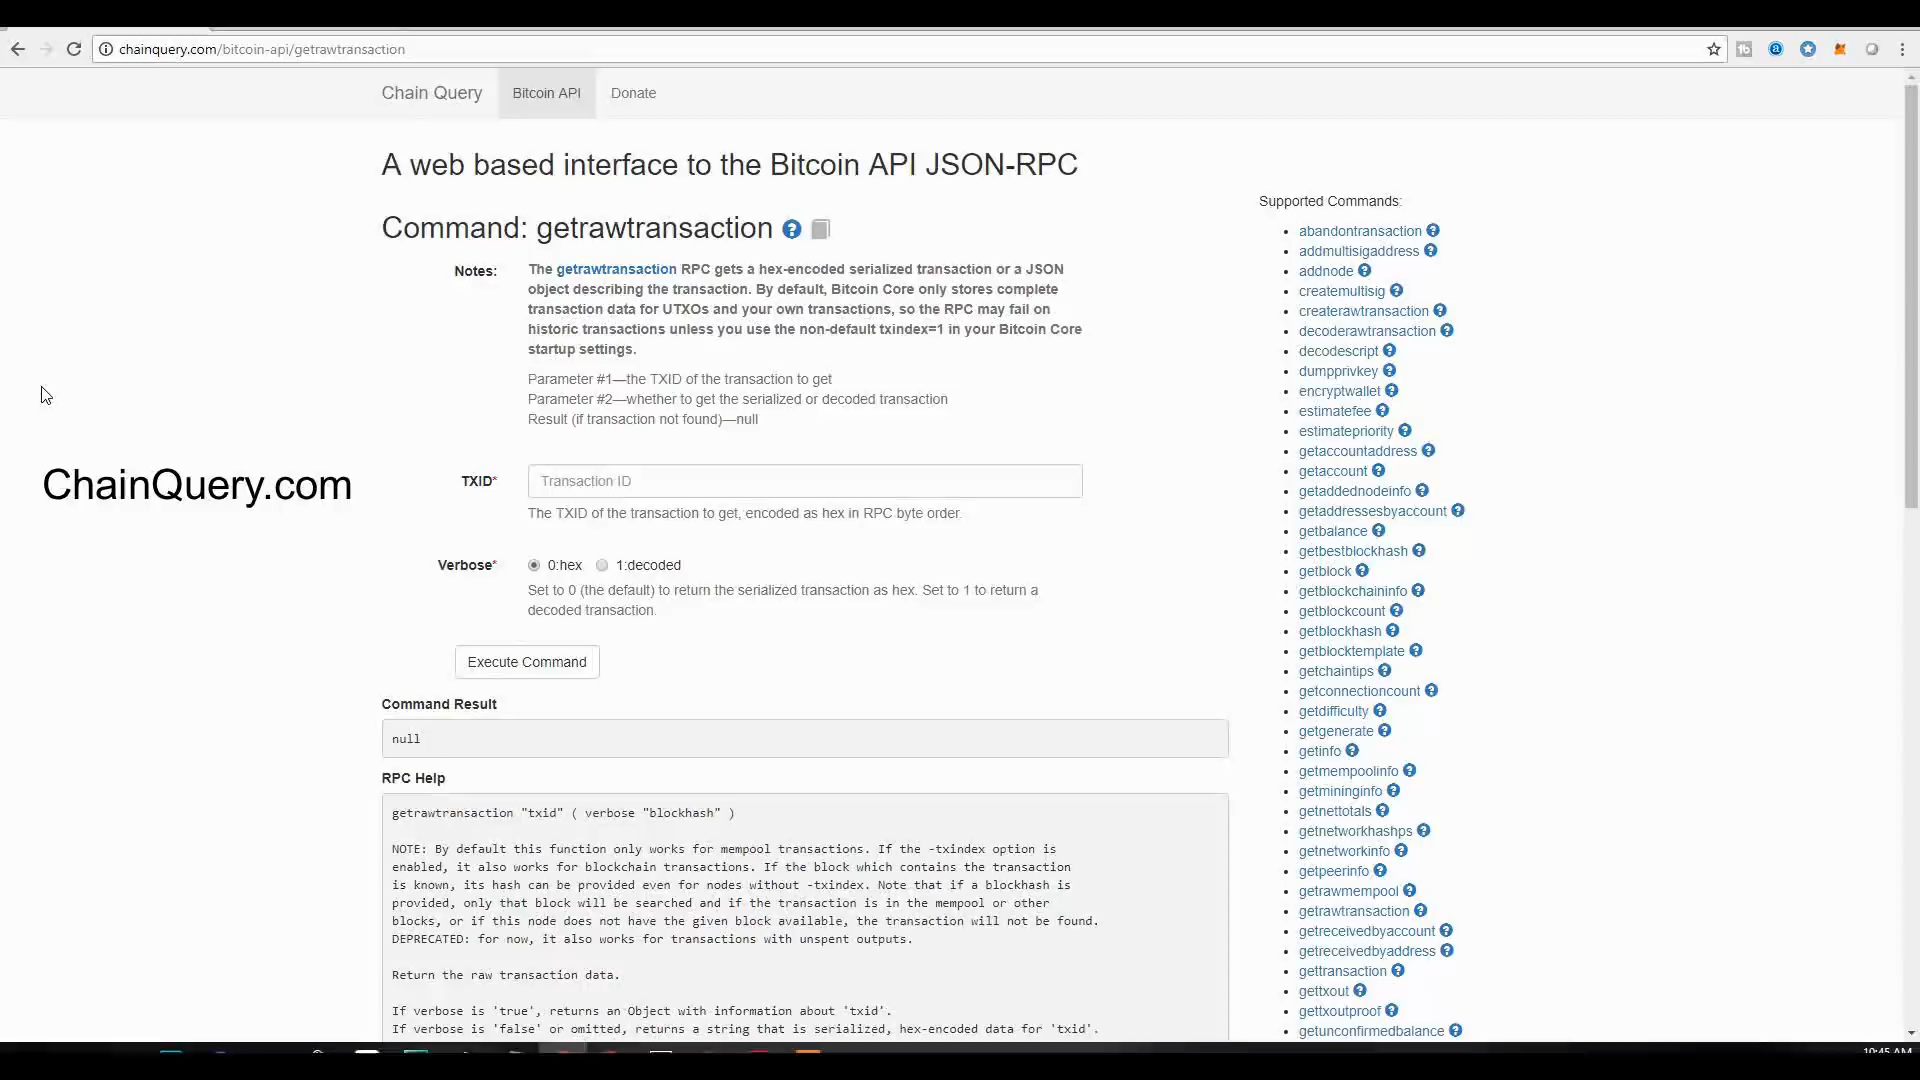 chainquery.com/bitcoin-api/getrawtransaction
Chain Query
Bitcoin API
Donate
A web based interface to the Bitcoin API JSON-RPC
Command: getrawtransaction
Notes:
The getrawtransaction RPC gets a hex-encoded serialized transaction or a JSON
object describing the transaction. By default, Bitcoin Core only stores complete
transaction data for UTXOs and your own transactions, so the RPC may fail on
historic transactions unless you use the non-default txindex=1 in your Bitcoin Core
startup settings.
Parameter #1—the TXID of the transaction to get
Parameter #2—whether to get the serialized or decoded transaction
Result (if transaction not found)—null
ChainQuery.com
TXID*
Transaction ID
The TXID of the transaction to get, encoded as hex in RPC byte order.
Verbose*
0:hex 1:decoded
Set to 0 (the default) to return the serialized transaction as hex. Set to 1 to return a
decoded transaction.
Execute Command
Command Result
null
RPC Help
getrawtransaction "txid" ( verbose "blockhash" )
NOTE: By default this function only works for mempool transactions. If the -txindex option is
enabled, it also works for blockchain transactions. If the block which contains the transaction
is known, its hash can be provided even for nodes without -txindex. Note that if a blockhash is
provided, only that block will be searched and if the transaction is in the mempool or other
blocks, or if this node does not have the given block available, the transaction will not be found.
DEPRECATED: for now, it also works for transactions with unspent outputs.
Return the raw transaction data.
If verbose is 'true', returns an Object with information about 'txid'.
If verbose is 'false' or omitted, returns a string that is serialized, hex-encoded data for 'txid'.
Supported Commands:
abandontransaction
addmultisigaddress
addnode
createmultisig
createrawtransaction
decoderawtransaction
decodescript
dumpprivkey
encryptwallet
estimatefee
estimatepriority
getaccountaddress
getaccount
getaddednodeinfo
getaddressesbyaccount
getbalance
getbestblockhash
getblock
getblockchaininfo
getblockcount
getblockhash
getblocktemplate
getchaintips
getconnectioncount
getdifficulty
getgenerate
getinfo
getmempoolinfo
getmininginfo
getnettotals
getnetworkhashps
getnetworkinfo
getpeerinfo
getrawmempool
getrawtransaction
getreceivedbyaccount
getreceivedbyaddress
gettransaction
gettxout
gettxoutproof
getunconfirmedbalance
10:45 AM